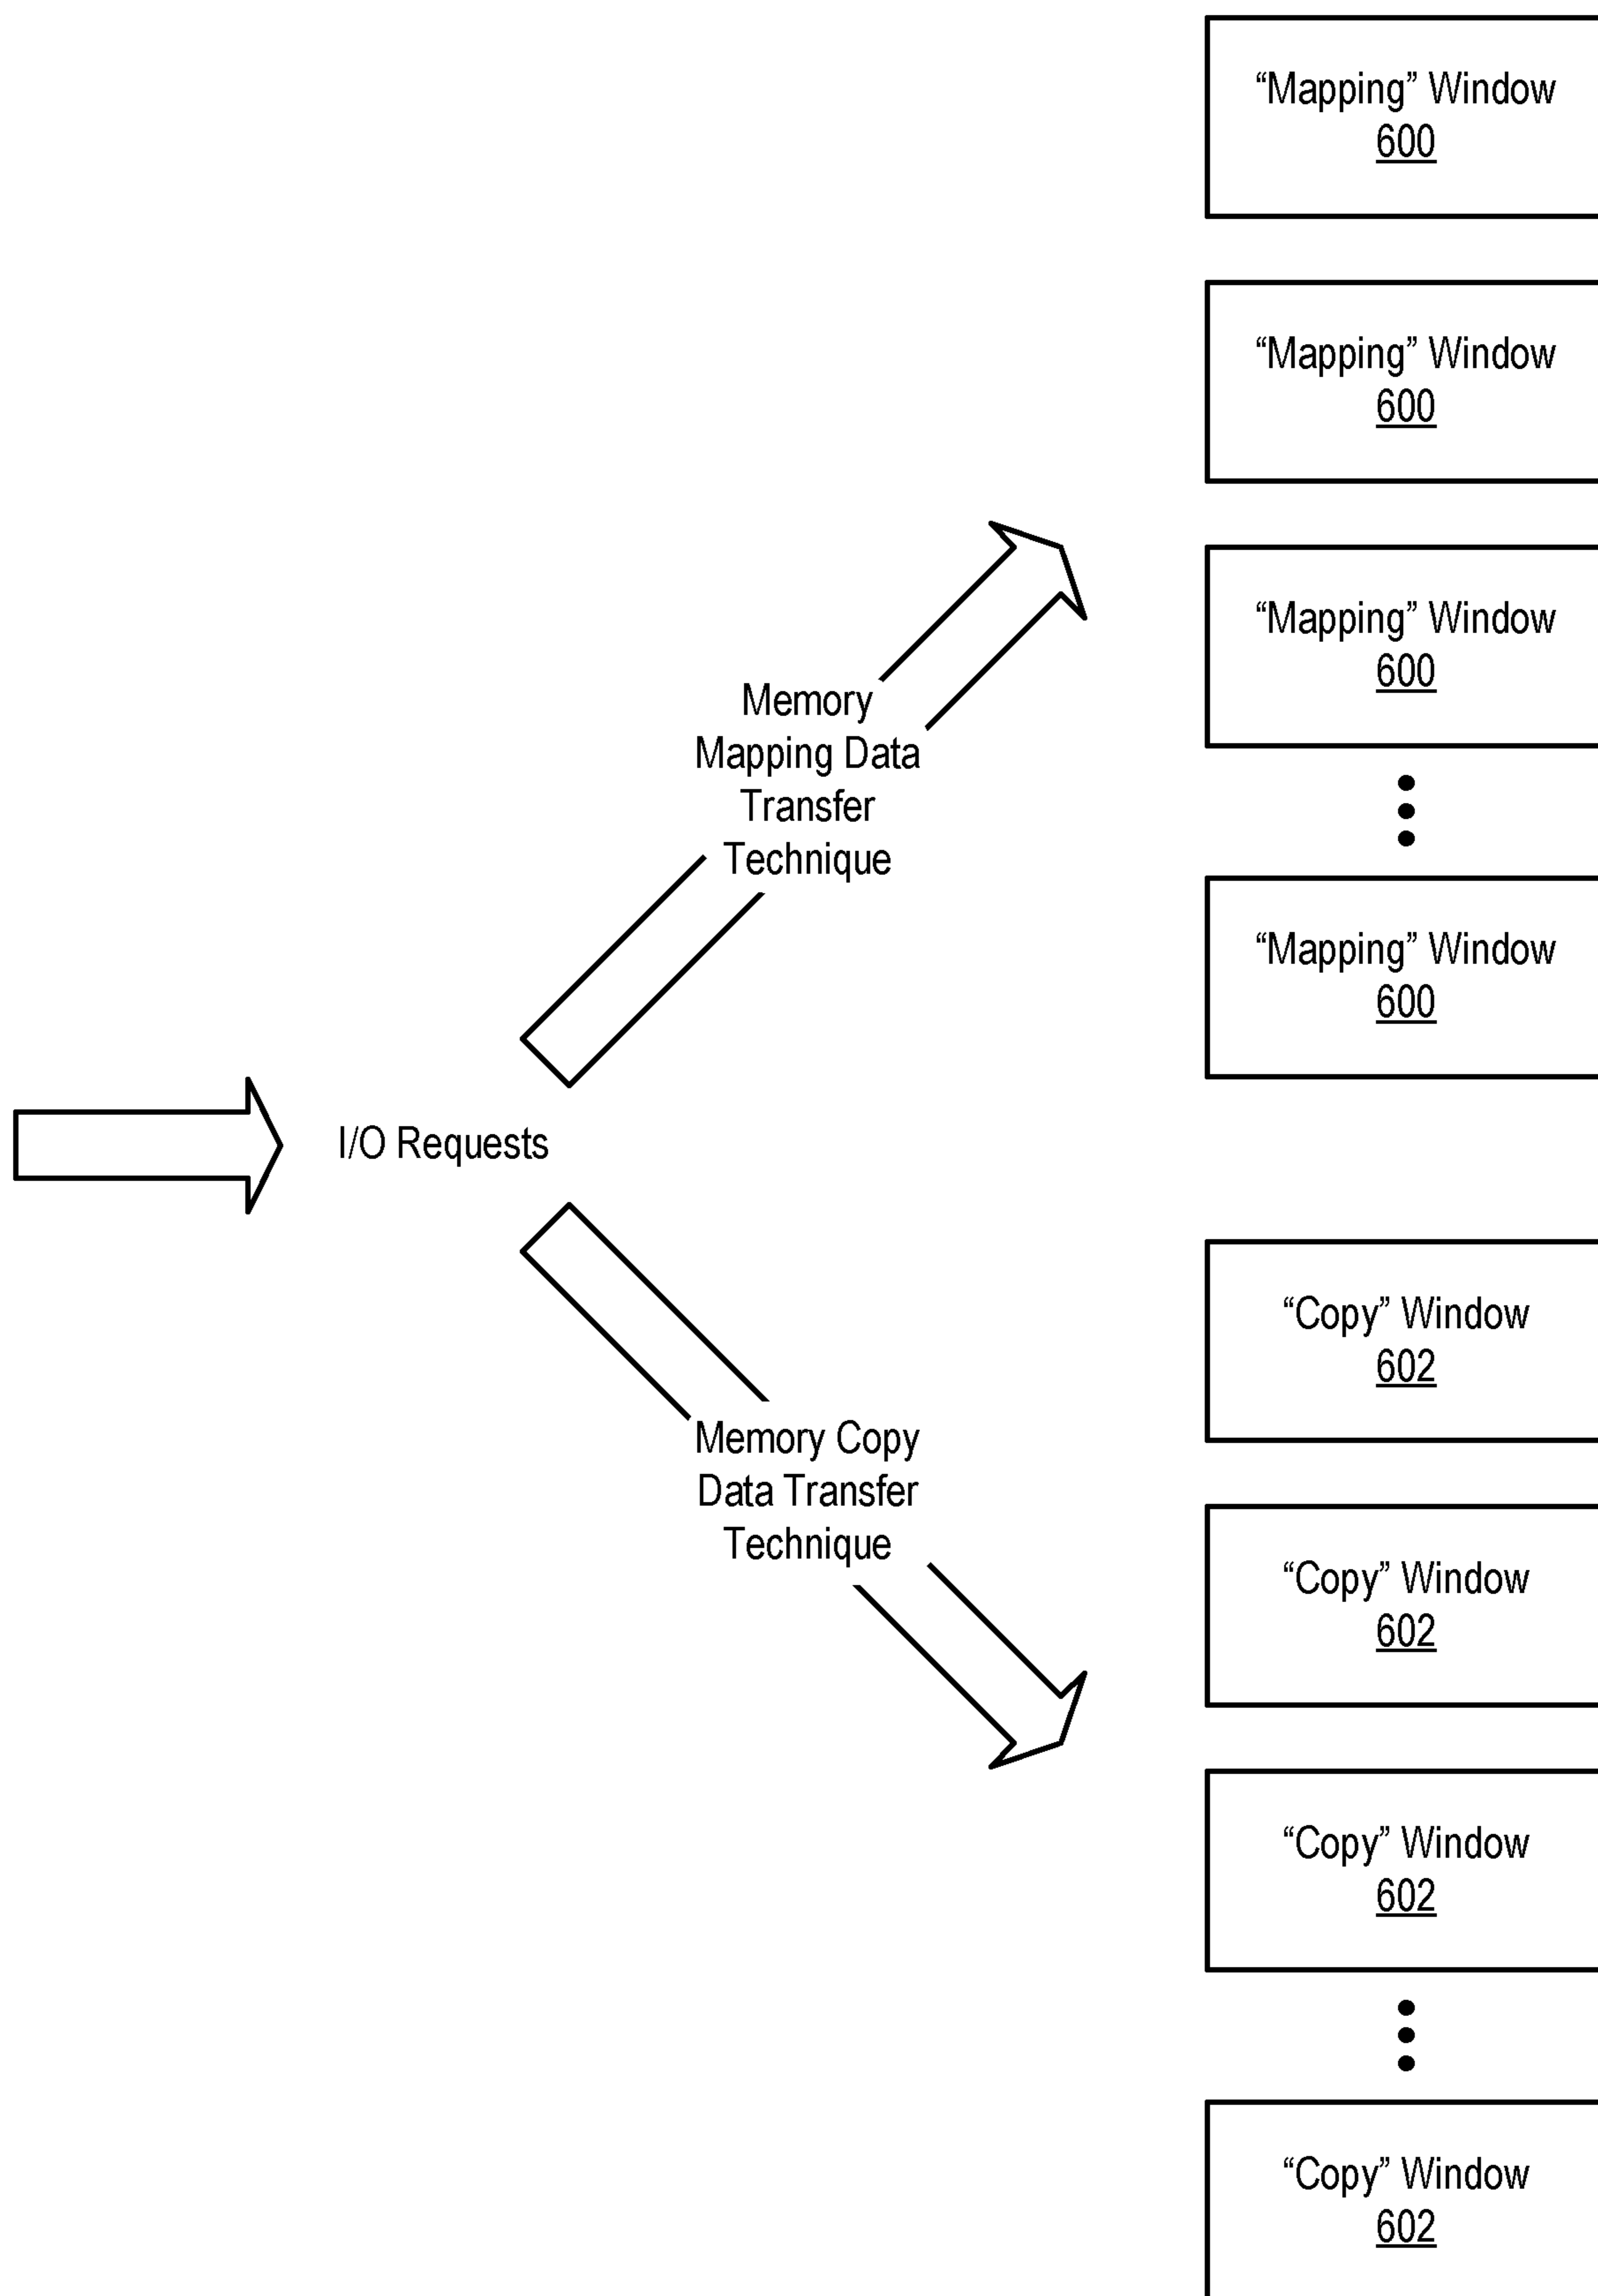 “Mapping” Window
600
“Mapping” Window
600
“Mapping” Window
600
“Mapping” Window
600
Memory
Mapping Data
Transfer
Technique
I/O Requests
Memory Copy
Data Transfer
Technique
“Copy” Window
602
“Copy” Window
602
“Copy” Window
602
“Copy” Window
602